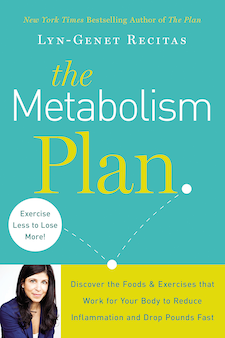 New York Times Bestselling Author of The Plan
LYN-GENET RECITAS
the
Metabolism
Plan.
Exercise
Less to Lose
More!
Discover the Foods & Exercises that
Work for Your Body to Reduce
Inflammation and Drop Pounds Fast